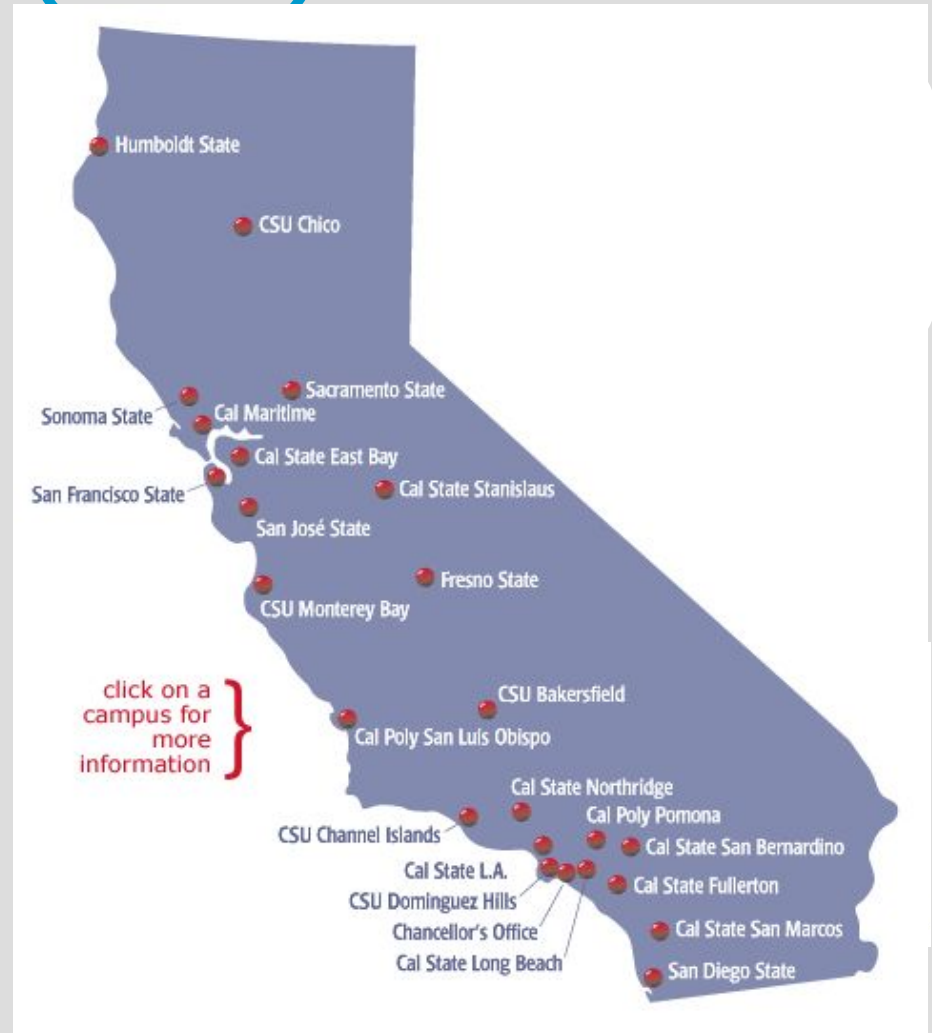 Humboldt State
CSU Chico
Sacramento State
Sonoma State
Cal Maritime
Cal State East Bay
San Francisco State
Cal State Stanislaus
San José State
Fresno State
CSU Monterey Bay
click on a
campus for
more
information
CSU Bakersfield
Cal Poly San Luis Obispo
Cal State Northridge
Cal Poly Pomona
CSU Channel Islands
Cal State San Bernardino
Cal State L.A.
Cal State Fullerton
CSU Dominguez Hills
Chancellor's Office
Cal State San Marcos
Cal State Long Beach
San Diego State